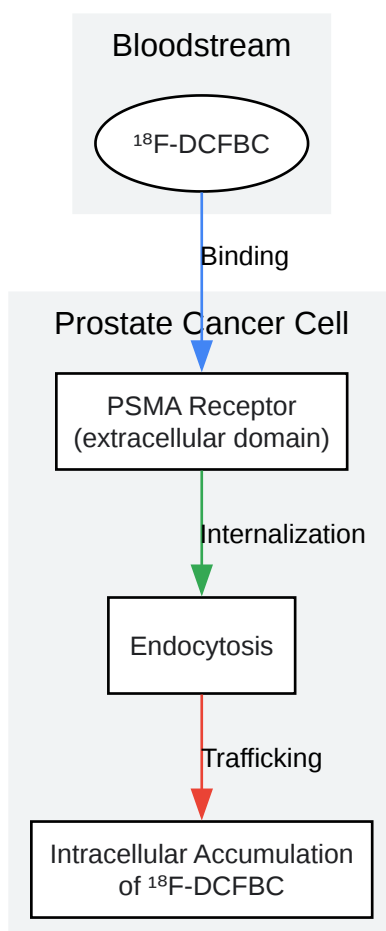 Bloodstream
¹⁸F-DCFBC
Binding
Prostate Cancer Cell
PSMA Receptor
(extracellular domain)
Internalization
Endocytosis
Trafficking
Intracellular Accumulation
of ¹⁸F-DCFBC